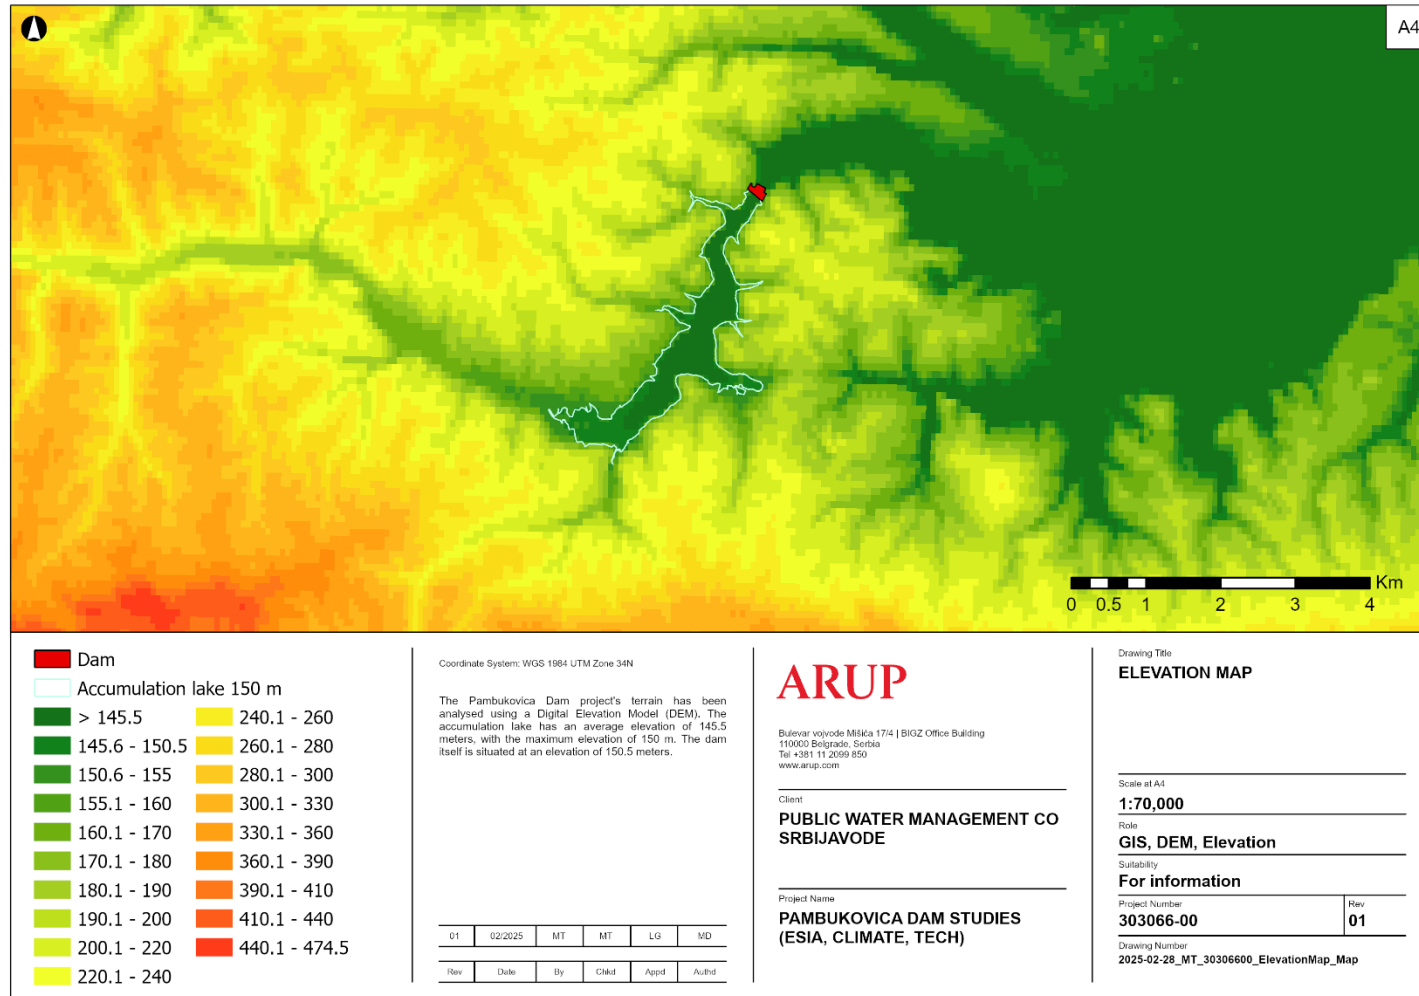 A4
Km
0 0.5 1 2 3 4
Dam
Accumulation lake 150 m
> 145.5
145.6 - 150.5
150.6 - 155
155.1 - 160
160.1 - 170
170.1 - 180
180.1 - 190
190.1 - 200
200.1 - 220
220.1 - 240
240.1 - 260
260.1 - 280
280.1 - 300
300.1 - 330
330.1 - 360
360.1 - 390
390.1 - 410
410.1 - 440
440.1 - 474.5
Coordinate System: WGS 1984 UTM Zone 34N
The Pambukovica Dam project's terrain has been
analysed using a Digital Elevation Model (DEM). The
accumulation lake has an average elevation of 145.5
meters, with the maximum elevation of 150 m. The dam
itself is situated at an elevation of 150.5 meters.
01 02/2025 MT MT LG MD
Rev Date By Chkd Appd Authd
ARUP
Bulevar vojvode Mišića 17/4 | BIGZ Office Building
110000 Belgrade, Serbia
Tel +381 11 2099 850
www.arup.com
Client
PUBLIC WATER MANAGEMENT CO
SRBIJAVODE
Project Name
PAMBUKOVICA DAM STUDIES
(ESIA, CLIMATE, TECH)
Drawing Title
ELEVATION MAP
Scale at A4
1:70,000
Role
GIS, DEM, Elevation
Suitability
For information
Project Number
303066-00
Rev
01
Drawing Number
2025-02-28_MT_30306600_ElevationMap_Map